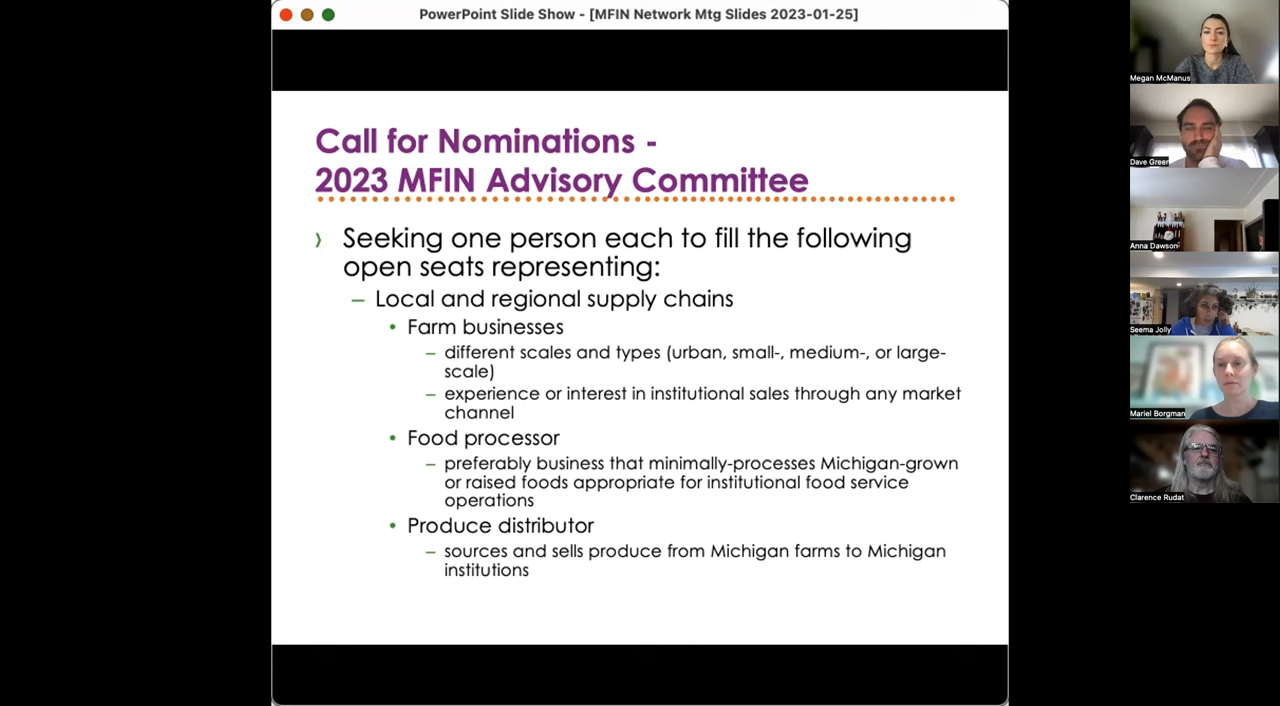 PowerPoint Slide Show - [MFIN Network Mtg Slides 2023-01-25]
Call for Nominations -
2023 MFIN Advisory Committee
› Seeking one person each to fill the following
open seats representing:
– Local and regional supply chains
• Farm businesses
– different scales and types (urban, small-, medium-, or large-
scale)
– experience or interest in institutional sales through any market
channel
• Food processor
– preferably business that minimally-processes Michigan-grown
or raised foods appropriate for institutional food service
operations
• Produce distributor
– sources and sells produce from Michigan farms to Michigan
institutions
Megan McManus
Dave Greer
Anna Dawson
Seema Jolly
Mariel Borgman
Clarence Rudat